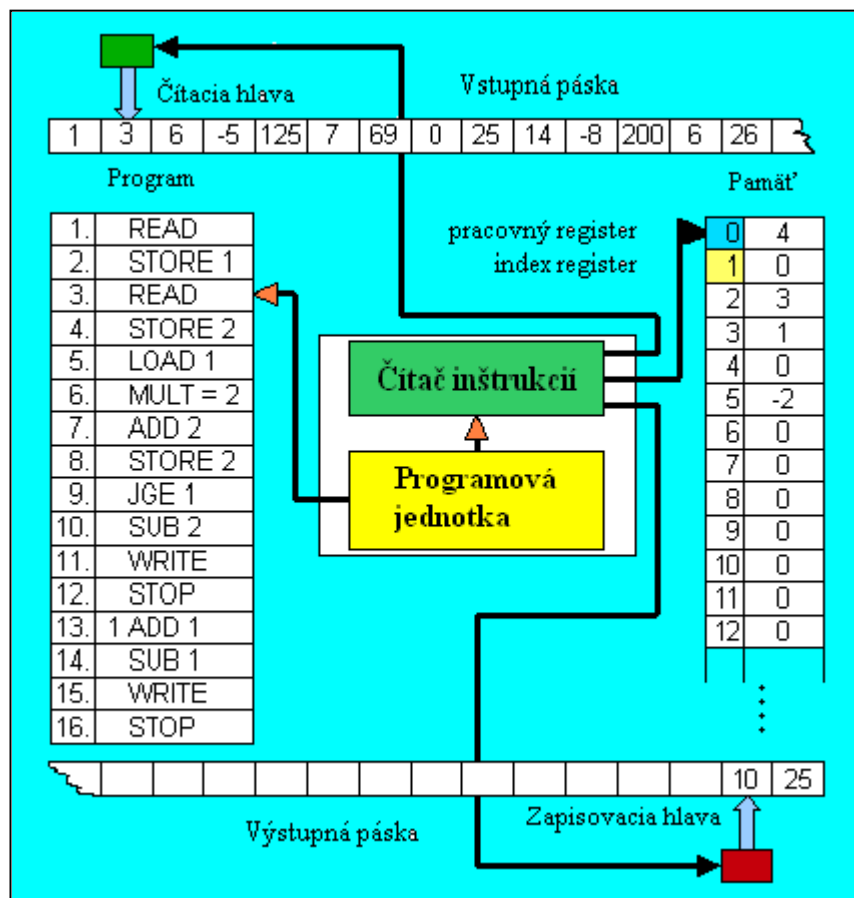 Čítacia hlava
Vstupná páska
1 3 6 -5 125 7 69 0 25 14 -8 200 6 26
Program
Pamäť
1. READ
2. STORE 1
3. READ
4. STORE 2
5. LOAD 1
6. MULT = 2
7. ADD 2
8. STORE 2
9. JGE 1
10. SUB 2
11. WRITE
12. STOP
13. 1 ADD 1
14. SUB 1
15. WRITE
16. STOP
pracovný register
index register
Čítač inštrukcií
Programová
jednotka
0 4
1 0
2 3
3 1
4 0
5 -2
6 0
7 0
8 0
9 0
10 0
11 0
12 0
10 25
Výstupná páska
Zapisovacia hlava